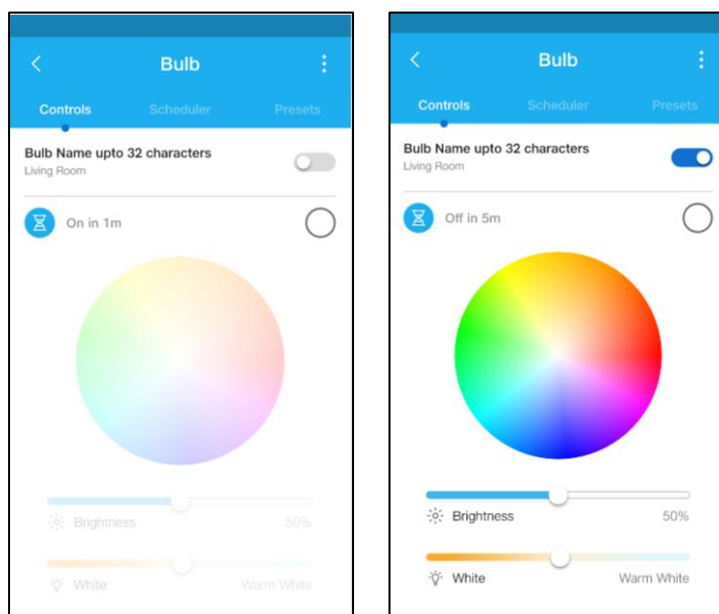 Bulb
Controls Scheduler Presets
Bulb Name upto 32 characters
Living Room
On in 1m
Brightness 50%
White Warm White
Bulb
Controls Scheduler Presets
Bulb Name upto 32 characters
Living Room
Off in 5m
Brightness 50%
White Warm White